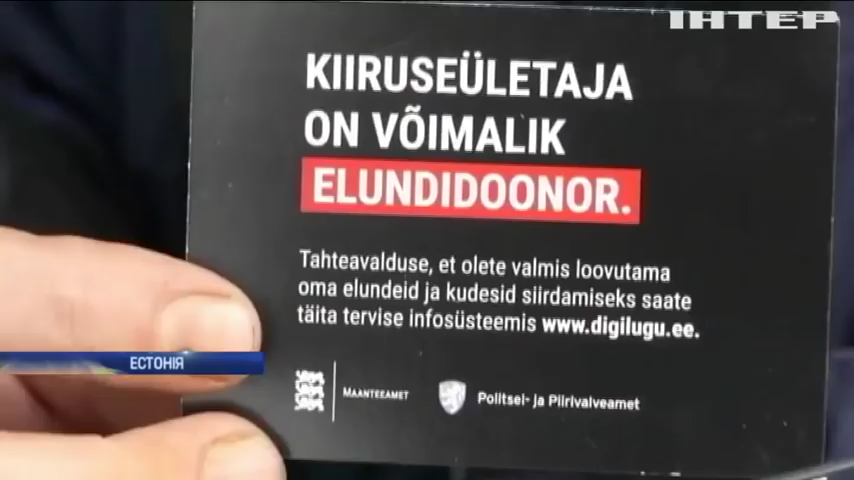 ІНТЕР
KIIRUSEÜLETAJA
ON VÕIMALIK
ELUNDIDOONOR.
Tahteavalduse, et olete valmis loovutama
oma elundeid ja kudesid siirdamiseks saate
täita tervise infosüsteemis www.digilugu.ee.
ЕСТОНІЯ
MAANTEEAMET
Politsei- ja Piirivalveamet